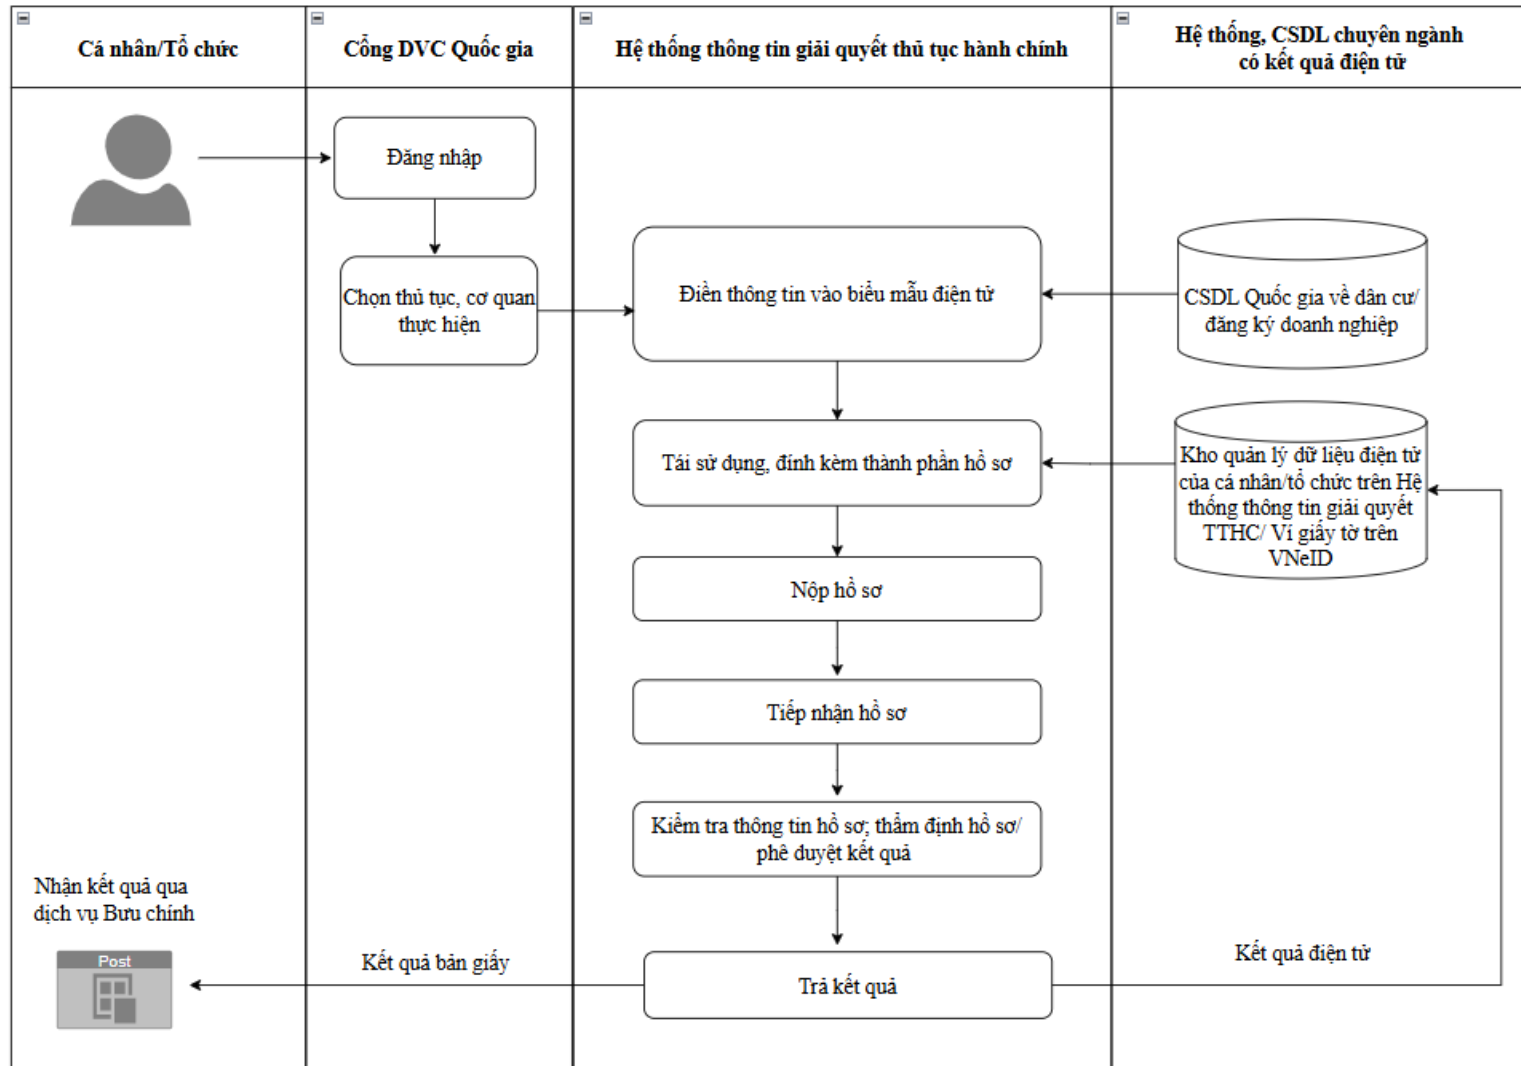 Cá nhân/Tổ chức
Cổng DVC Quốc gia
Hệ thống thông tin giải quyết thủ tục hành chính
Hệ thống, CSDL chuyên ngành
có kết quả điện tử
Đăng nhập
Chọn thủ tục, cơ quan
thực hiện
Điền thông tin vào biểu mẫu điện tử
CSDL Quốc gia về dân cư/
đăng ký doanh nghiệp
Tái sử dụng, đính kèm thành phần hồ sơ
Kho quản lý dữ liệu điện tử
của cá nhân/tổ chức trên Hệ
thống thông tin giải quyết
TTHC/ Ví giấy tờ trên
VNeID
Nộp hồ sơ
Tiếp nhận hồ sơ
Kiểm tra thông tin hồ sơ; thẩm định hồ sơ/
phê duyệt kết quả
Nhận kết quả qua
dịch vụ Bưu chính
Post
Kết quả bản giấy
Trả kết quả
Kết quả điện tử